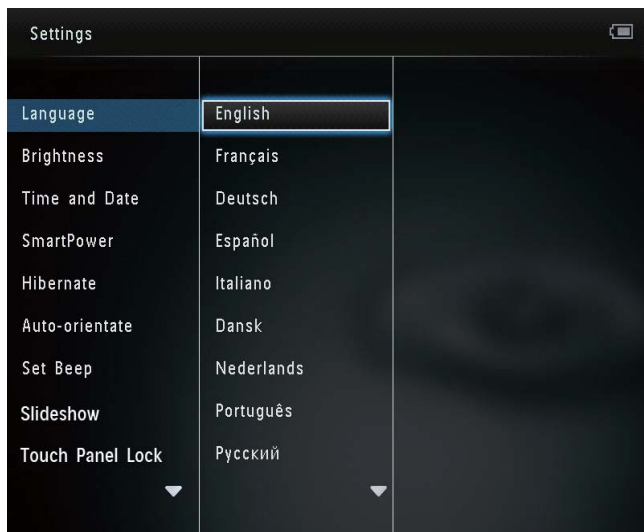 Settings
Language
Brightness
Time and Date
SmartPower
Hibernate
Auto-orientate
Set Beep
Slideshow
Touch Panel Lock
English
Français
Deutsch
Español
Italiano
Dansk
Nederlands
Português
Русский